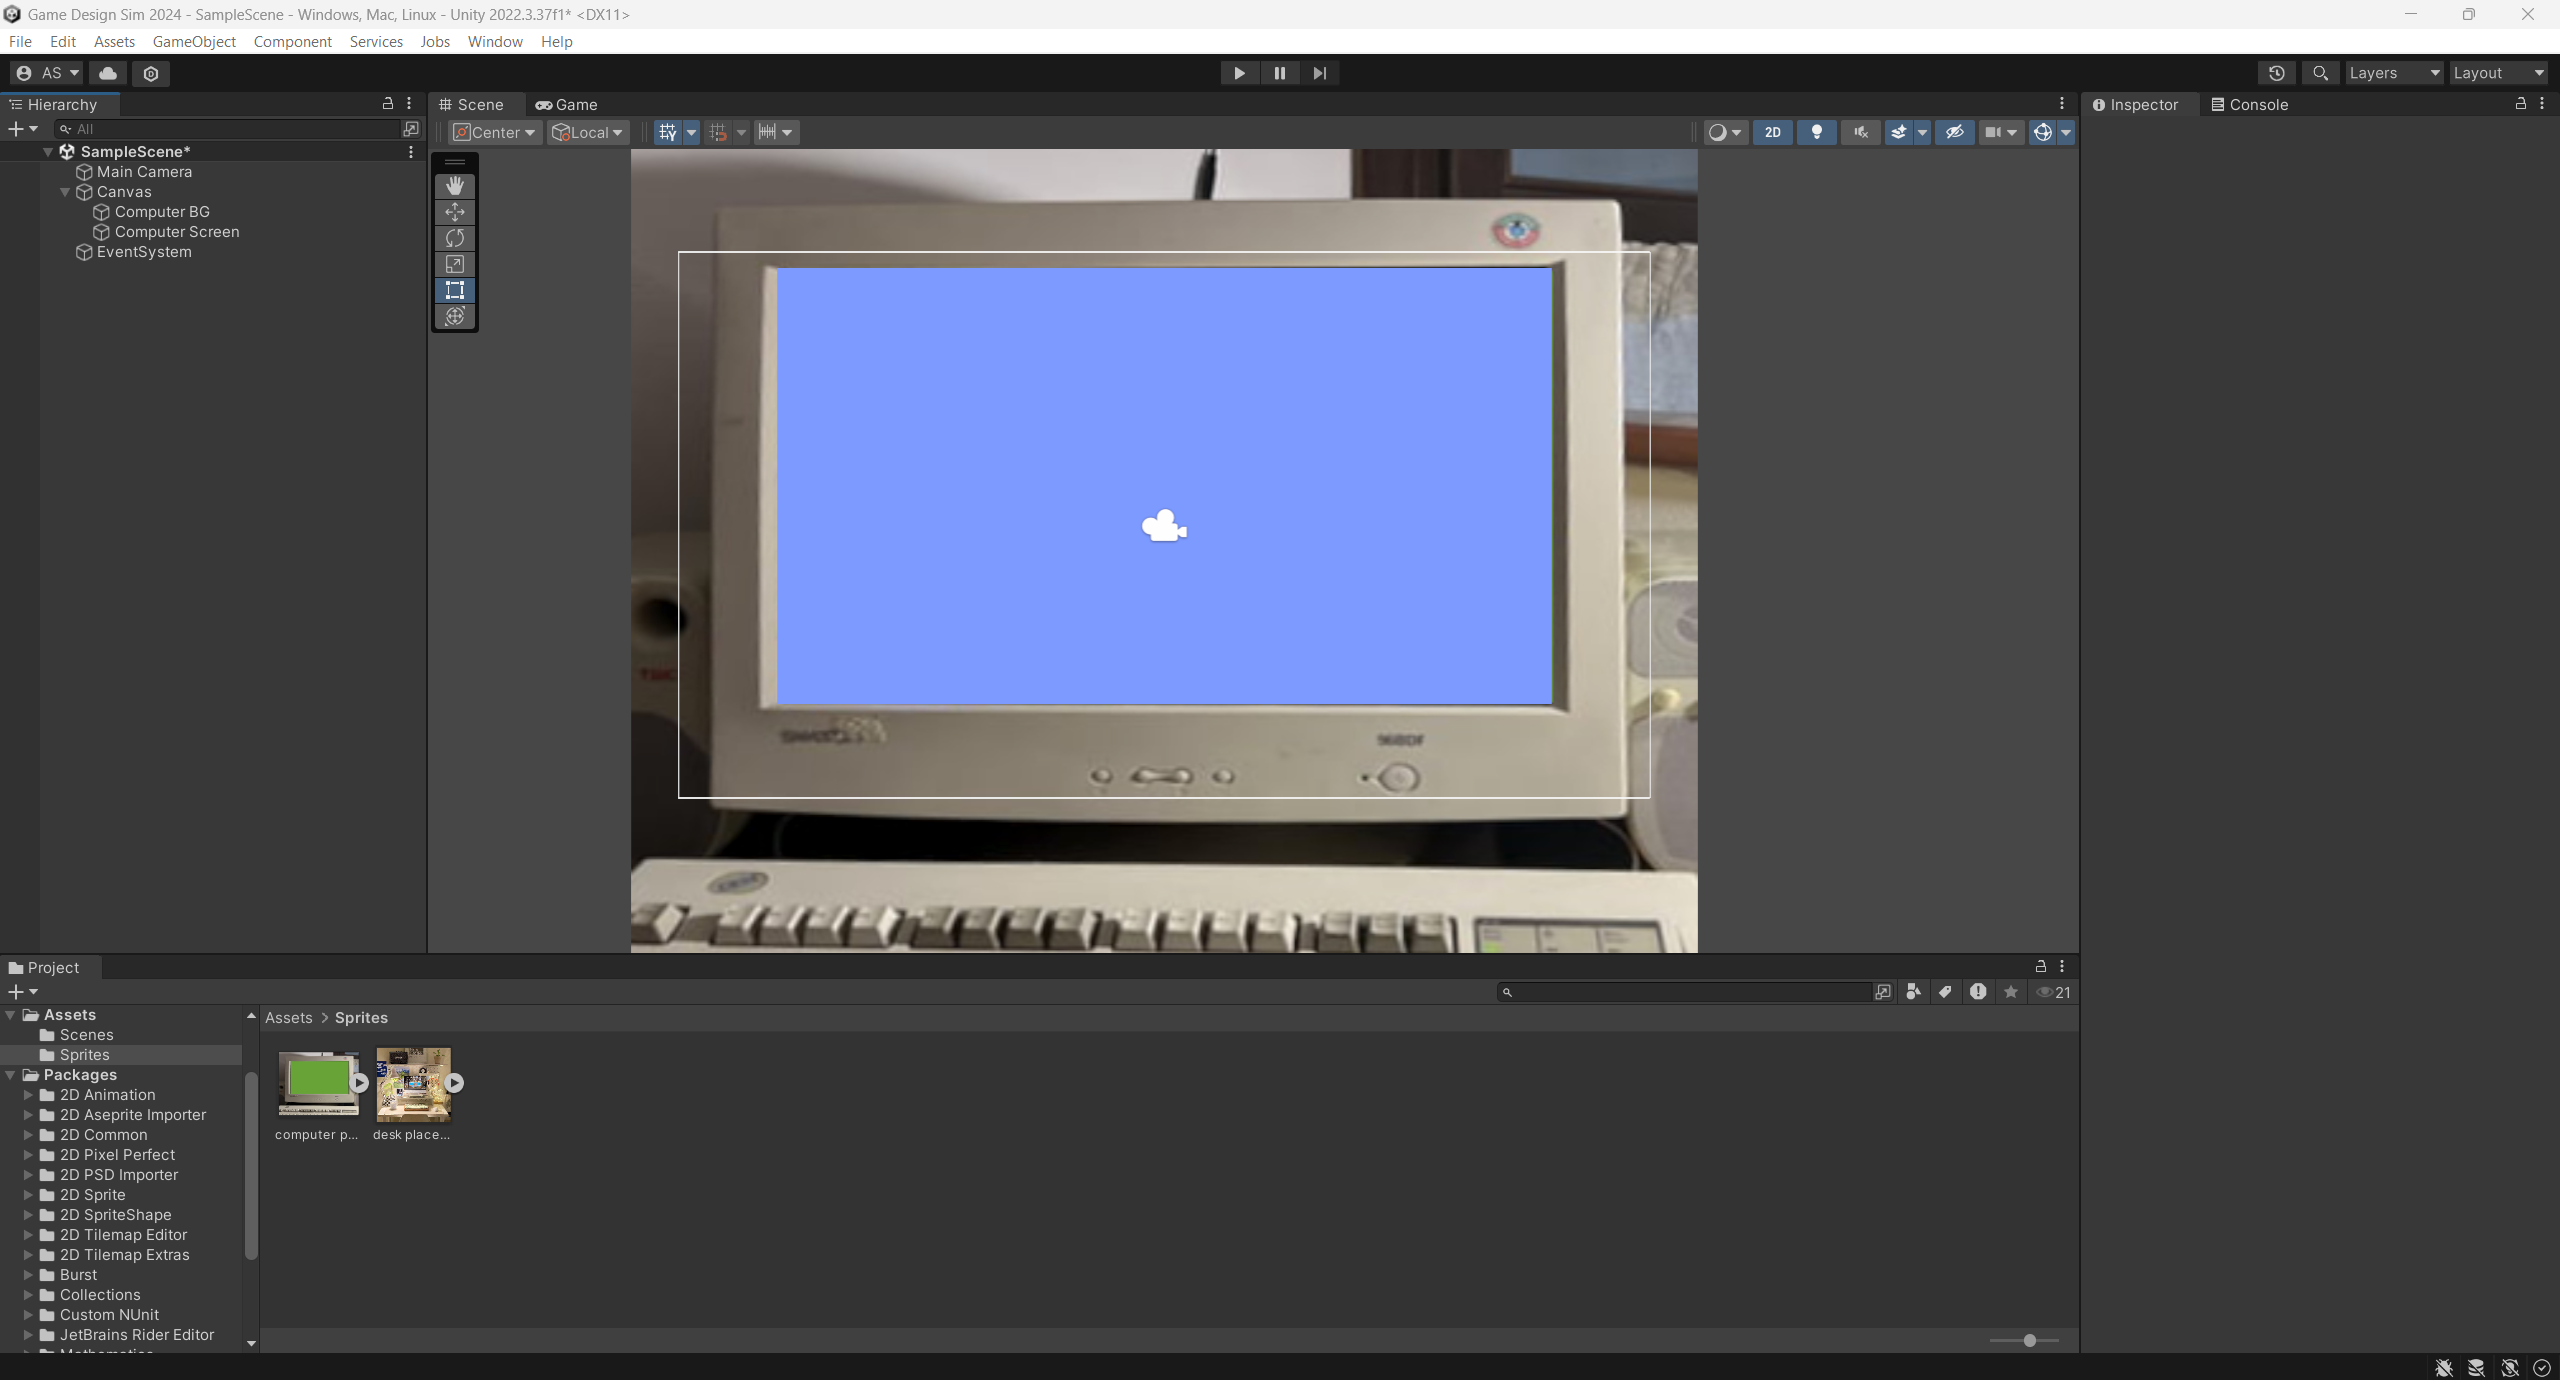 Game Design Sim 2024 - SampleScene - Windows, Mac, Linux - Unity 2022.3.37f1* <DX11>
File Edit Assets GameObject Component Services Jobs Window Help
AS
Layers
Layout
Hierarchy
Scene
Game
Inspector
Console
All
Center
Local
2D
SampleScene*
Main Camera
Canvas
Computer BG
Computer Screen
EventSystem
Project
21
Assets
Scenes
Sprites
Packages
2D Animation
2D Aseprite Importer
2D Common
2D Pixel Perfect
2D PSD Importer
2D Sprite
2D SpriteShape
2D Tilemap Editor
2D Tilemap Extras
Burst
Collections
Custom NUnit
JetBrains Rider Editor
Assets > Sprites
computer p...
desk place...